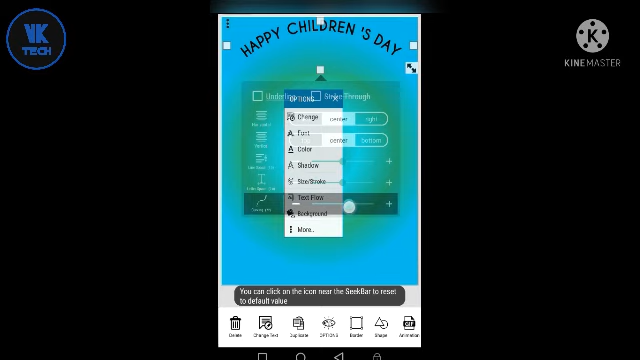 VK
TECH
KINEMASTER
HAPPY CHILDREN 'S DAY
Underline
Strike Through
OPTIONS
Change
Font
Color
Shadow
Size/Stroke
Text Flow
Background
More..
center
right
center
bottom
You can click on the icon near the SeekBar to reset
to default value
Delete
Change Text
Duplicate
OPTIONS
Border
Shape
GIF
Animation